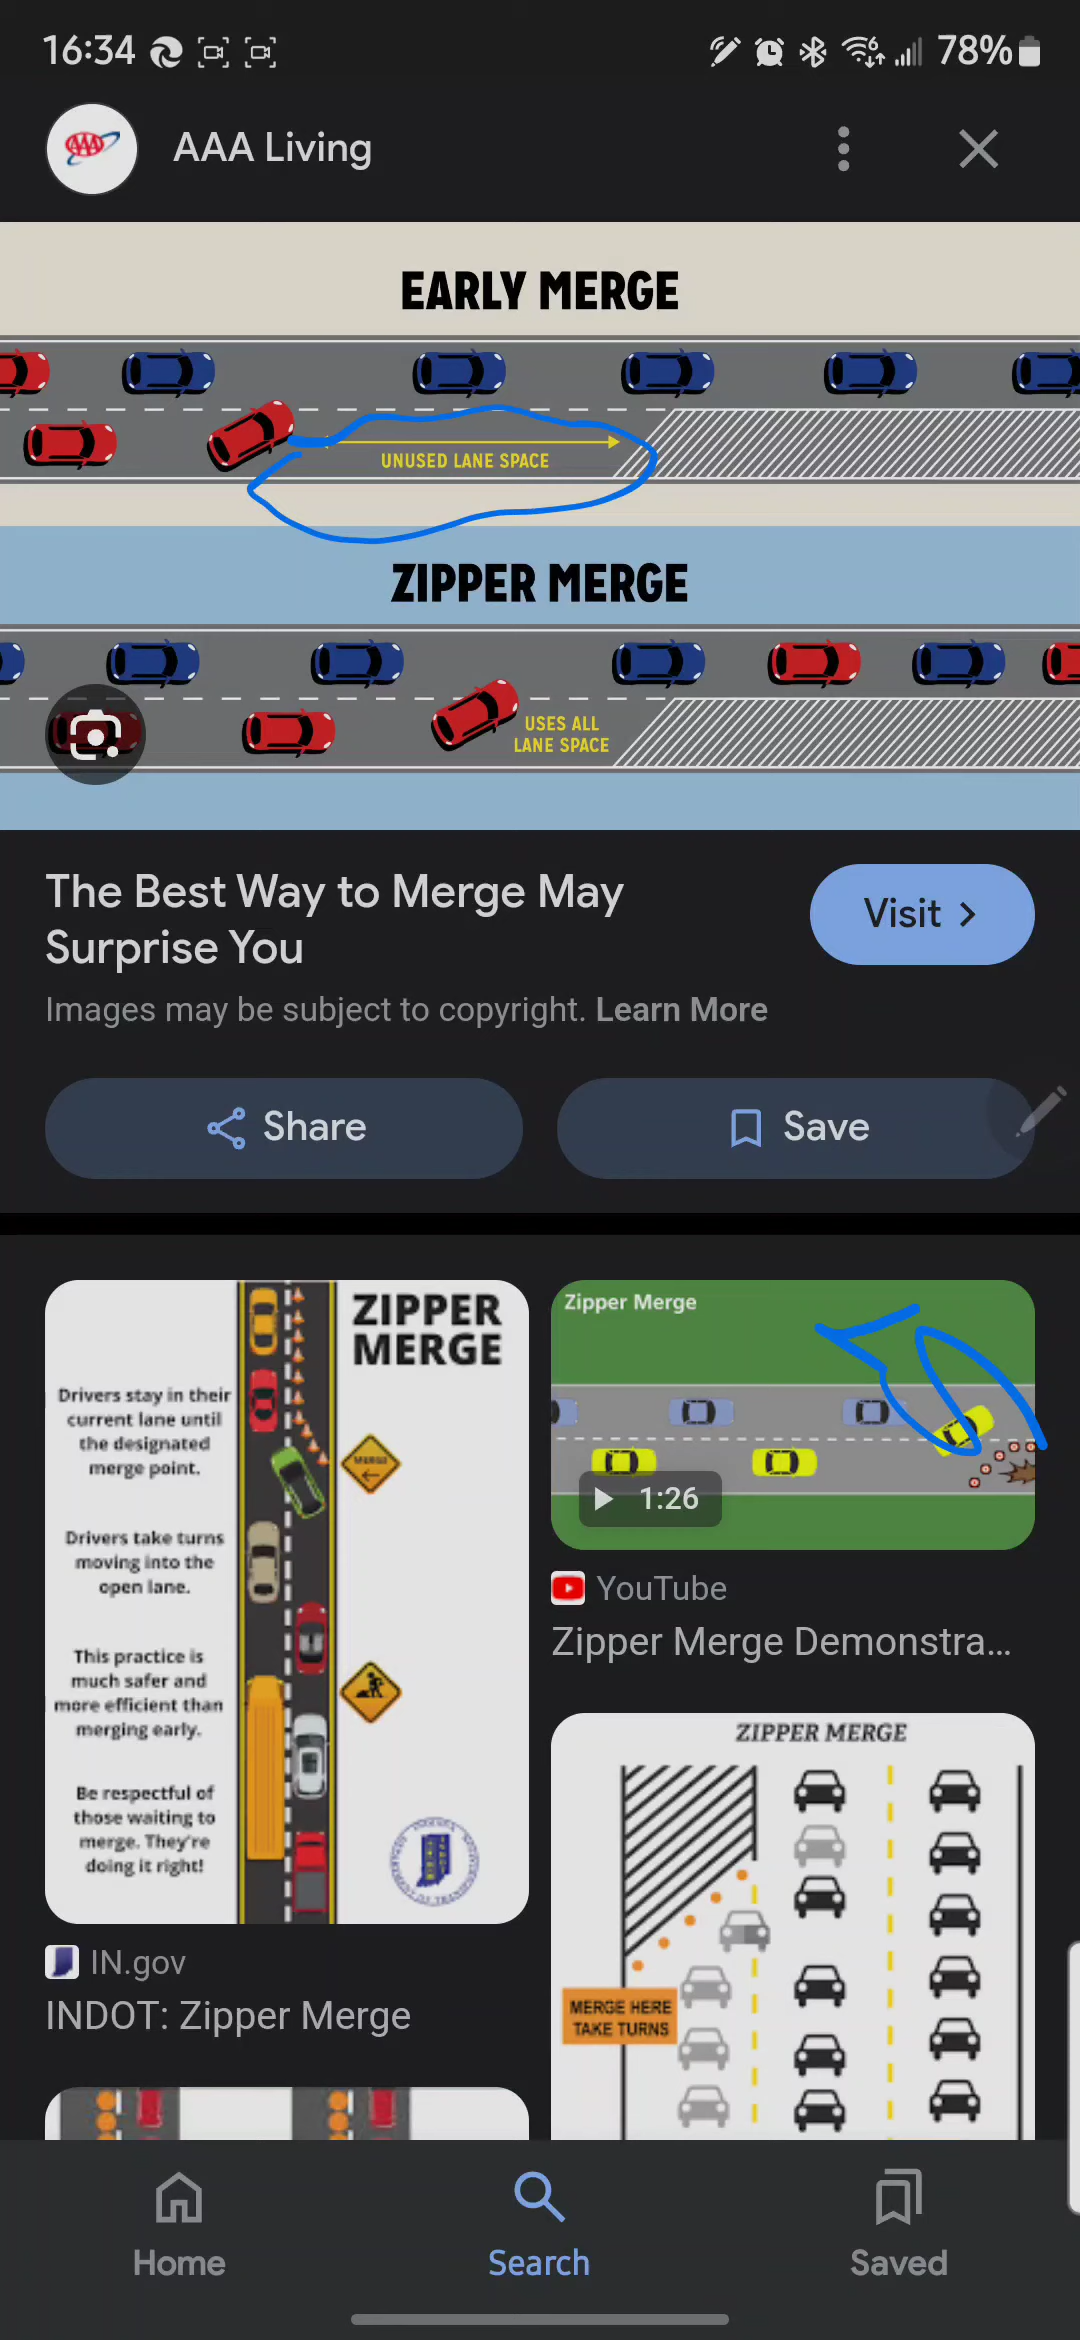 16:34
6
78%
AAA
AAA Living
EARLY MERGE
UNUSED LANE SPACE
ZIPPER MERGE
USES ALL
LANE SPACE
The Best Way to Merge May
Surprise You
Visit
Images may be subject to copyright. Learn More
Share
Save
ZIPPER
MERGE
Drivers stay in their
current lane until
the designated
merge point.
MERGE
Drivers take turns
moving into the
open lane.
This practice is
much safer and
more efficient than
merging early.
Be respectful of
those waiting to
merge. They're
doing it right!
IN.gov
INDOT: Zipper Merge
Zipper Merge
1:26
YouTube
Zipper Merge Demonstra...
ZIPPER MERGE
MERGE HERE
TAKE TURNS
Home
Search
Saved